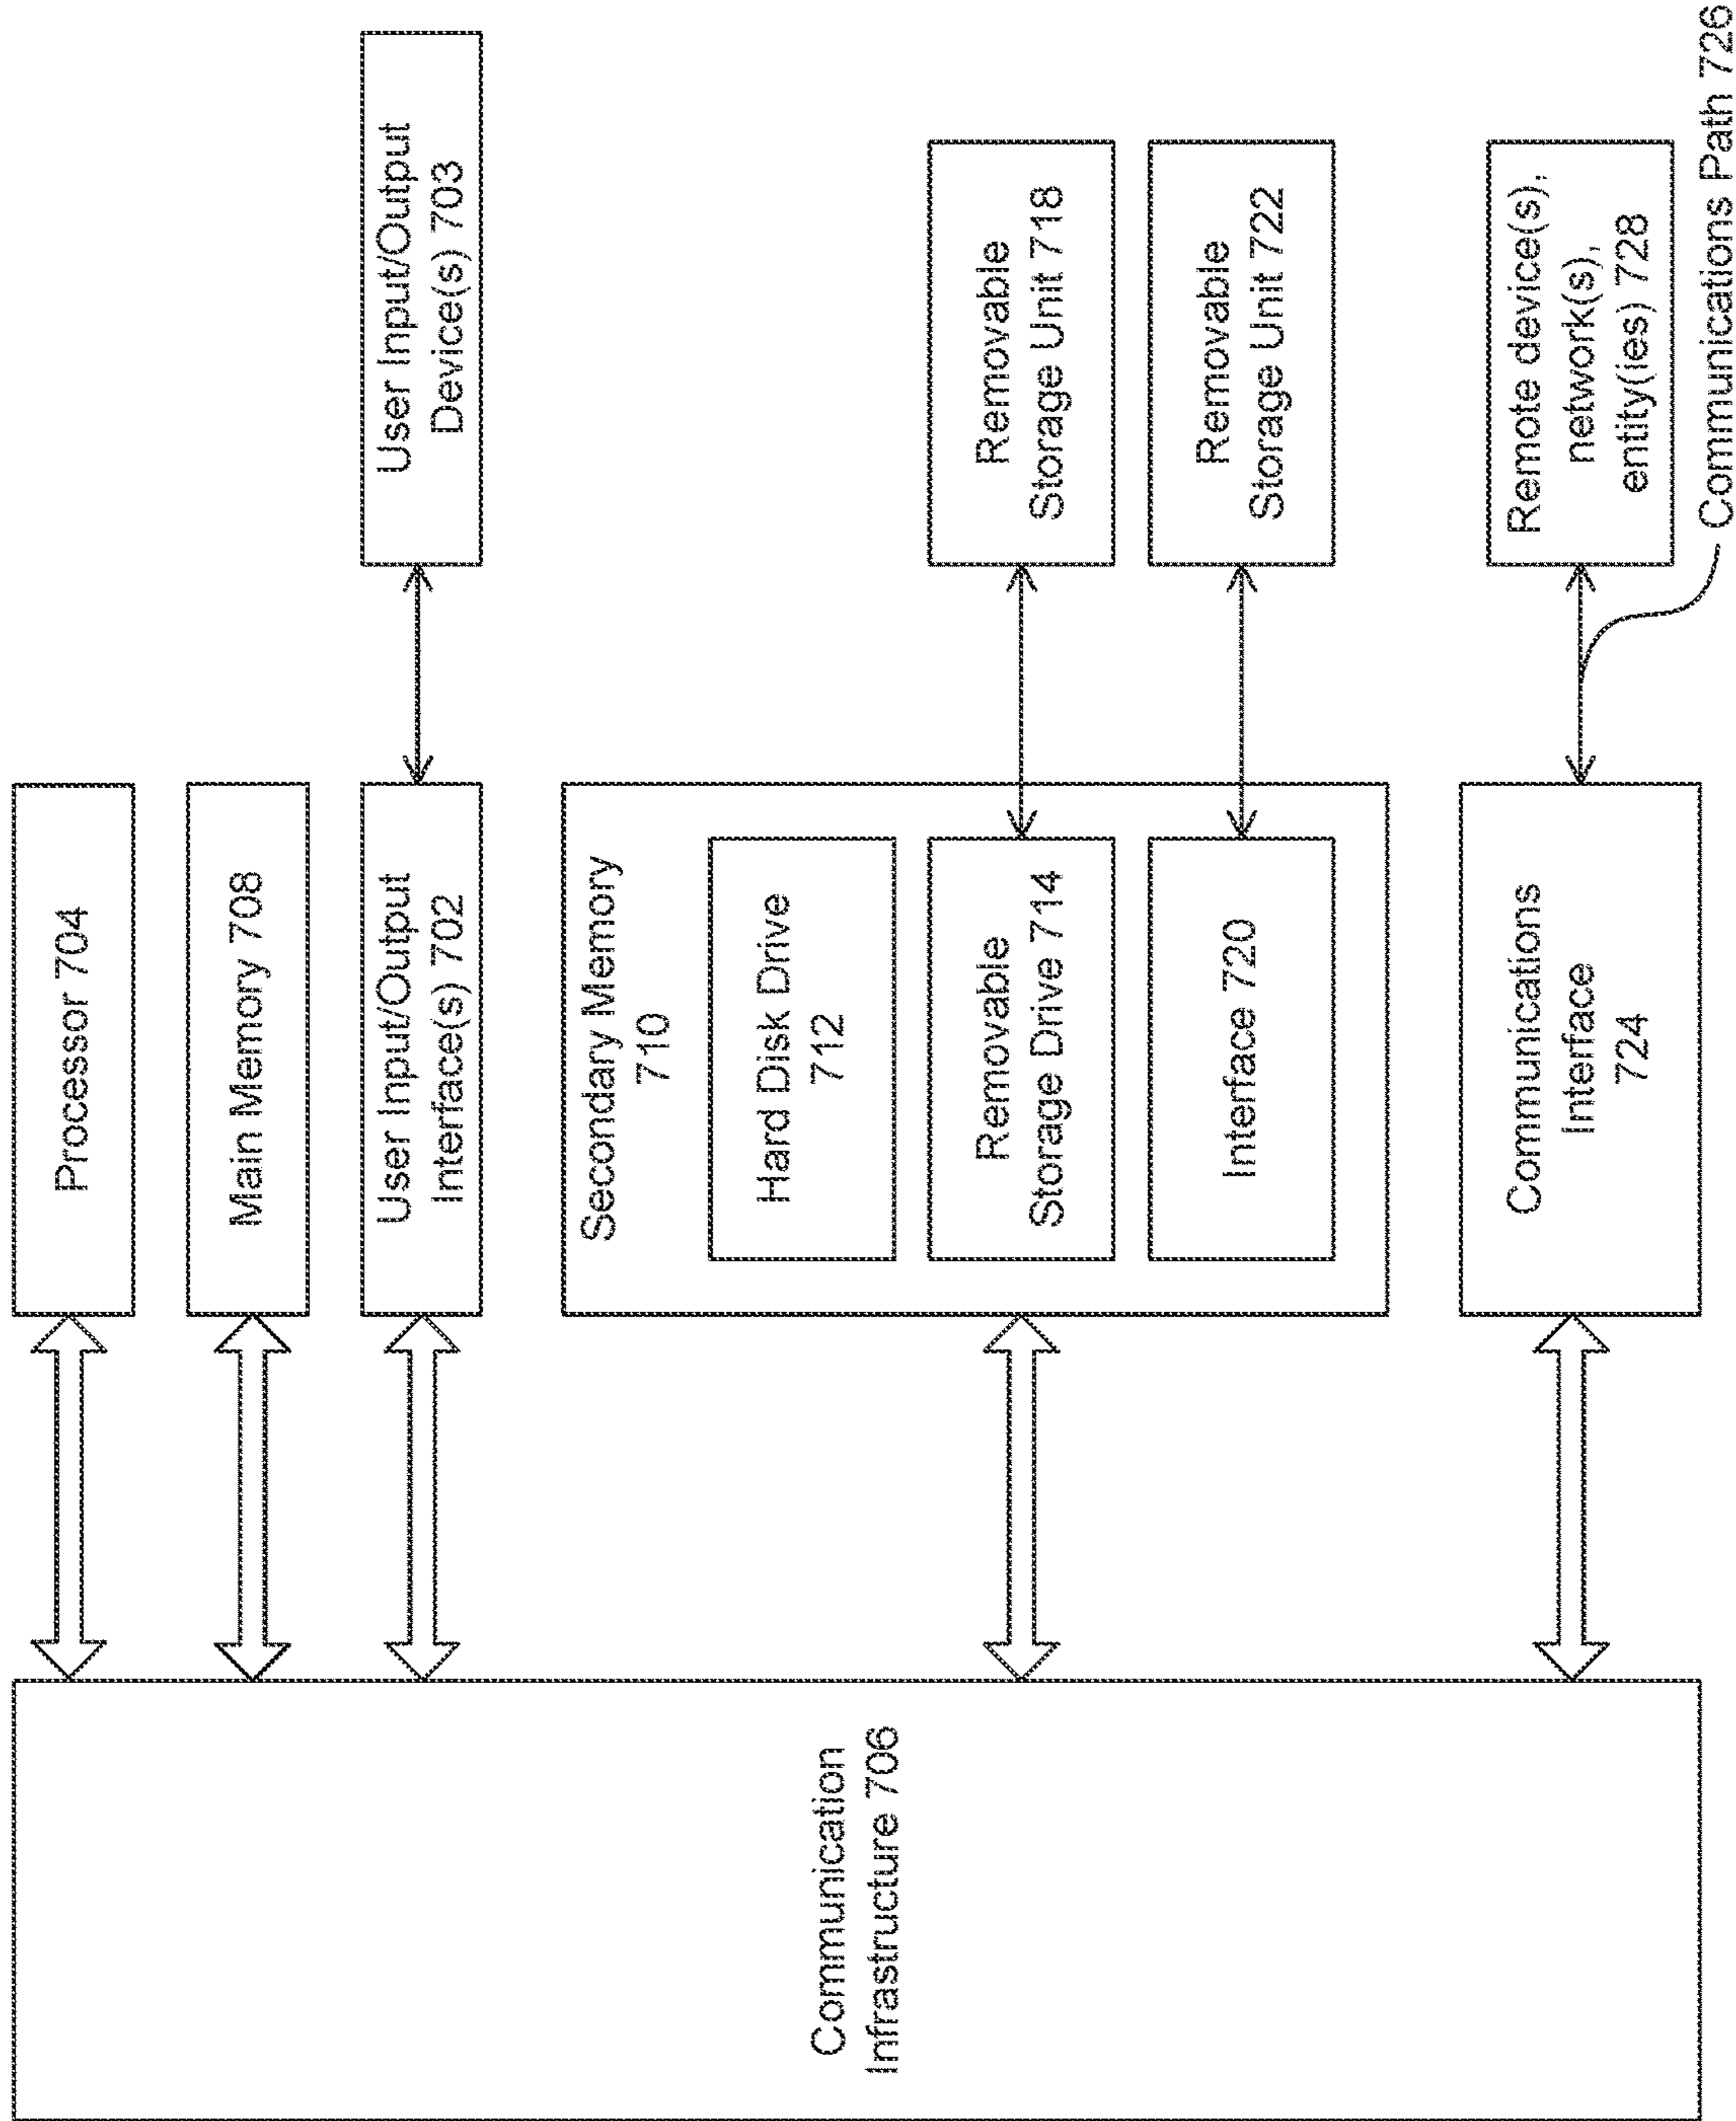 Processor 704
Main Memory 708
User Input/Output
Interface(s) 702
User Input/Output
Device(s) 703
Secondary Memory
710
Hard Disk Drive
712
Removable
Storage Drive 714
Interface 720
Removable
Storage Unit 718
Removable
Storage Unit 722
Communications
Interface
724
Remote device(s),
network(s),
entity(ies) 728
Communications Path 726
Communication
Infrastructure 706